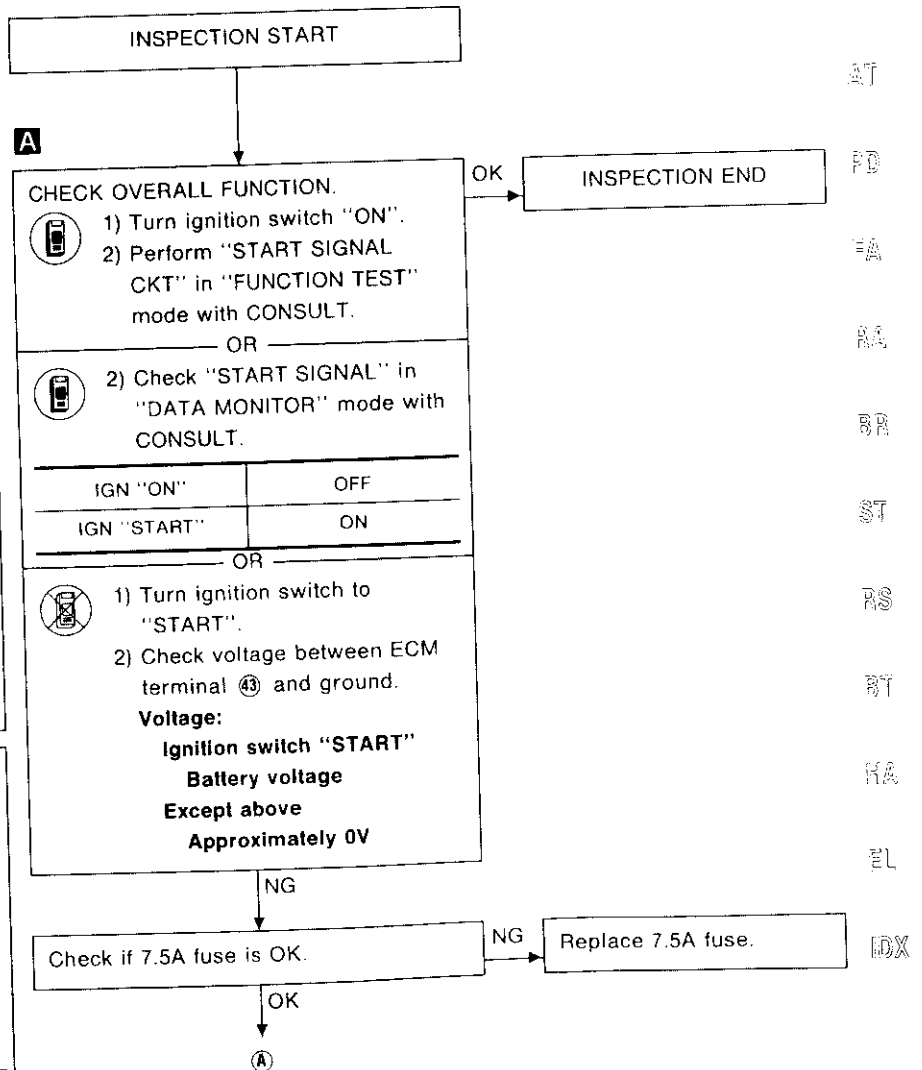 INSPECTION START
A
CHECK OVERALL FUNCTION.
1) Turn ignition switch "ON".
2) Perform "START SIGNAL
CKT" in "FUNCTION TEST"
mode with CONSULT.
OK
INSPECTION END
OR
2) Check "START SIGNAL" in
"DATA MONITOR" mode with
CONSULT.
IGN "ON" OFF
IGN "START" ON
OR
1) Turn ignition switch to
"START".
2) Check voltage between ECM
terminal ㊸ and ground.
Voltage:
Ignition switch "START"
Battery voltage
Except above
Approximately 0V
NG
Check if 7.5A fuse is OK.
NG
Replace 7.5A fuse.
OK
Ⓐ
AT
PD
FA
RA
BR
ST
RS
BT
HA
EL
IDX